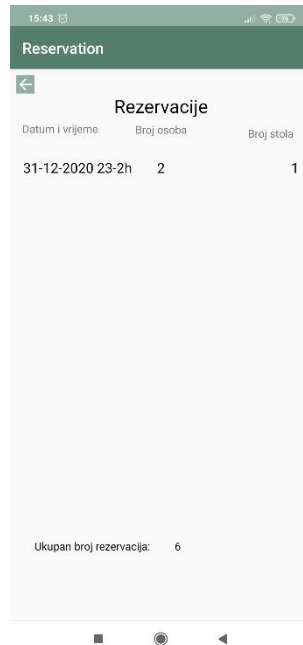 15:43
74
Reservation
Rezervacije
Datum i vrijeme Broj osoba Broj stola
31-12-2020 23-2h 2 1
Ukupan broj rezervacija: 6